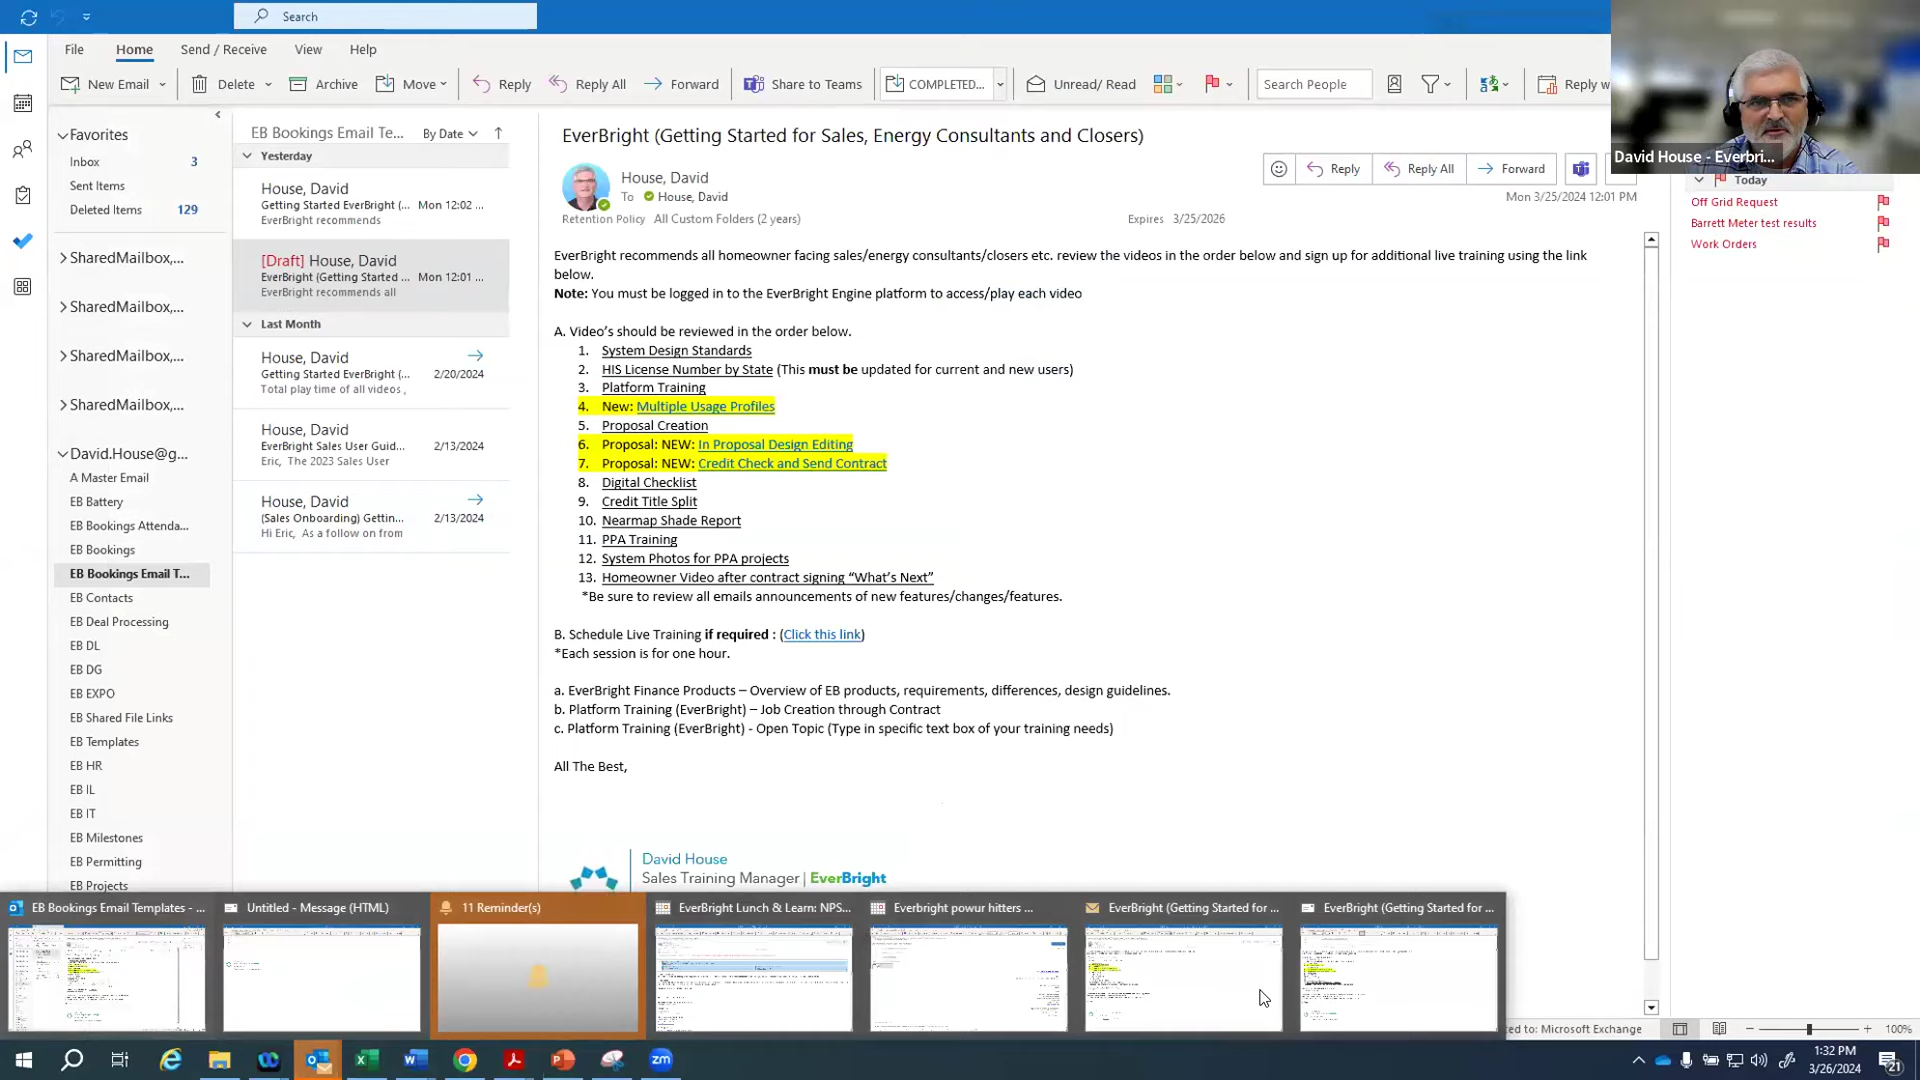 Search
File Home Send / Receive View Help
New Email Delete Archive Move Reply Reply All Forward Share to Teams COMPLETED... Unread/ Read Search People Reply w
David House - Everbri...
Favorites
Inbox 3
Sent Items
Deleted Items 129
SharedMailbox,...
SharedMailbox,...
SharedMailbox,...
SharedMailbox,...
David.House@g...
A Master Email
EB Battery
EB Bookings Attenda...
EB Bookings
EB Bookings Email T...
EB Contacts
EB Deal Processing
EB DL
EB DG
EB EXPO
EB Shared File Links
EB Templates
EB HR
EB IL
EB IT
EB Milestones
EB Permitting
EB Projects
EB Bookings Email Te... By Date
Yesterday
House, David
Getting Started EverBright (... Mon 12:02 ...
EverBright recommends
[Draft] House, David
EverBright (Getting Started ... Mon 12:01 ...
EverBright recommends all
Last Month
House, David
Getting Started EverBright (... 2/20/2024
Total play time of all videos ,
House, David
EverBright Sales User Guid... 2/13/2024
Eric, The 2023 Sales User
House, David
(Sales Onboarding) Gettin... 2/13/2024
Hi Eric, As a follow on from
EverBright (Getting Started for Sales, Energy Consultants and Closers)
House, David
To House, David
Retention Policy All Custom Folders (2 years) Expires 3/25/2026
Reply Reply All Forward
Mon 3/25/2024 12:01 PM
EverBright recommends all homeowner facing sales/energy consultants/closers etc. review the videos in the order below and sign up for additional live training using the link
below.
Note: You must be logged in to the EverBright Engine platform to access/play each video
A. Video's should be reviewed in the order below.
1. System Design Standards
2. HIS License Number by State (This must be updated for current and new users)
3. Platform Training
4. New: Multiple Usage Profiles
5. Proposal Creation
6. Proposal: NEW: In Proposal Design Editing
7. Proposal: NEW: Credit Check and Send Contract
8. Digital Checklist
9. Credit Title Split
10. Nearmap Shade Report
11. PPA Training
12. System Photos for PPA projects
13. Homeowner Video after contract signing “What’s Next”
*Be sure to review all emails announcements of new features/changes/features.
B. Schedule Live Training if required : (Click this link)
*Each session is for one hour.
a. EverBright Finance Products – Overview of EB products, requirements, differences, design guidelines.
b. Platform Training (EverBright) – Job Creation through Contract
c. Platform Training (EverBright) - Open Topic (Type in specific text box of your training needs)
All The Best,
David House
Sales Training Manager | EverBright
Today
Off Grid Request
Barrett Meter test results
Work Orders
EB Bookings Email Templates - ...
Untitled - Message (HTML)
11 Reminder(s)
EverBright Lunch & Learn: NPS...
Everbright powur hitters ...
EverBright (Getting Started for ...
EverBright (Getting Started for ...
ted to: Microsoft Exchange 100%
zm
1:32 PM
3/26/2024
21